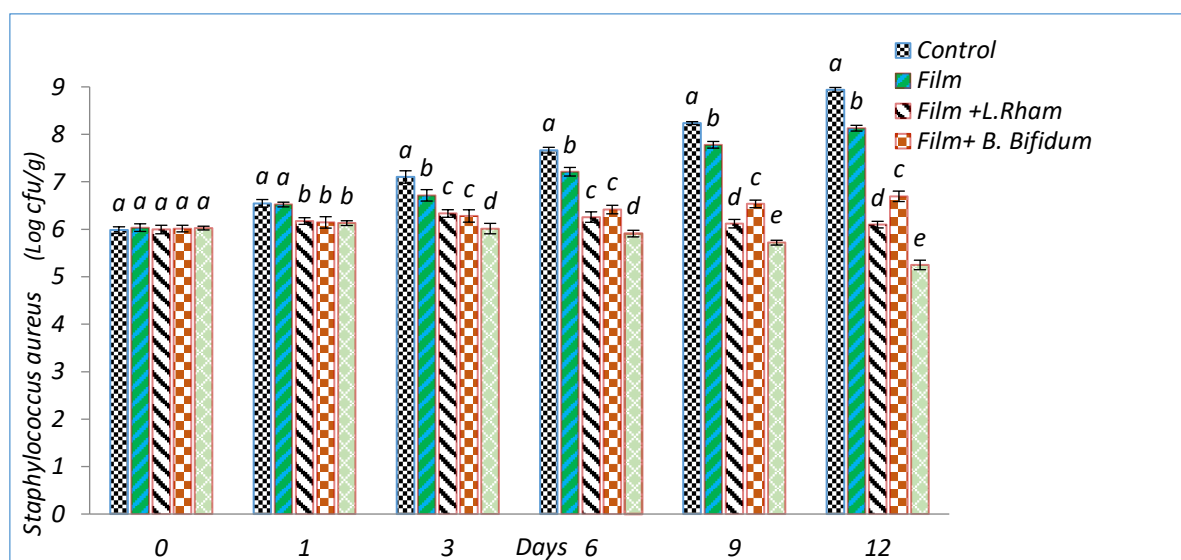 Staphylococcus aureus (Log cfu/g)
9
8
7
6
5
4
3
2
1
0
a a a a a
a a b b b
a b c c d
a b c c d
a b d c e
a b d c e
0 1 3 Days 6 9 12
Control
Film
Film +L.Rham
Film+ B. Bifidum